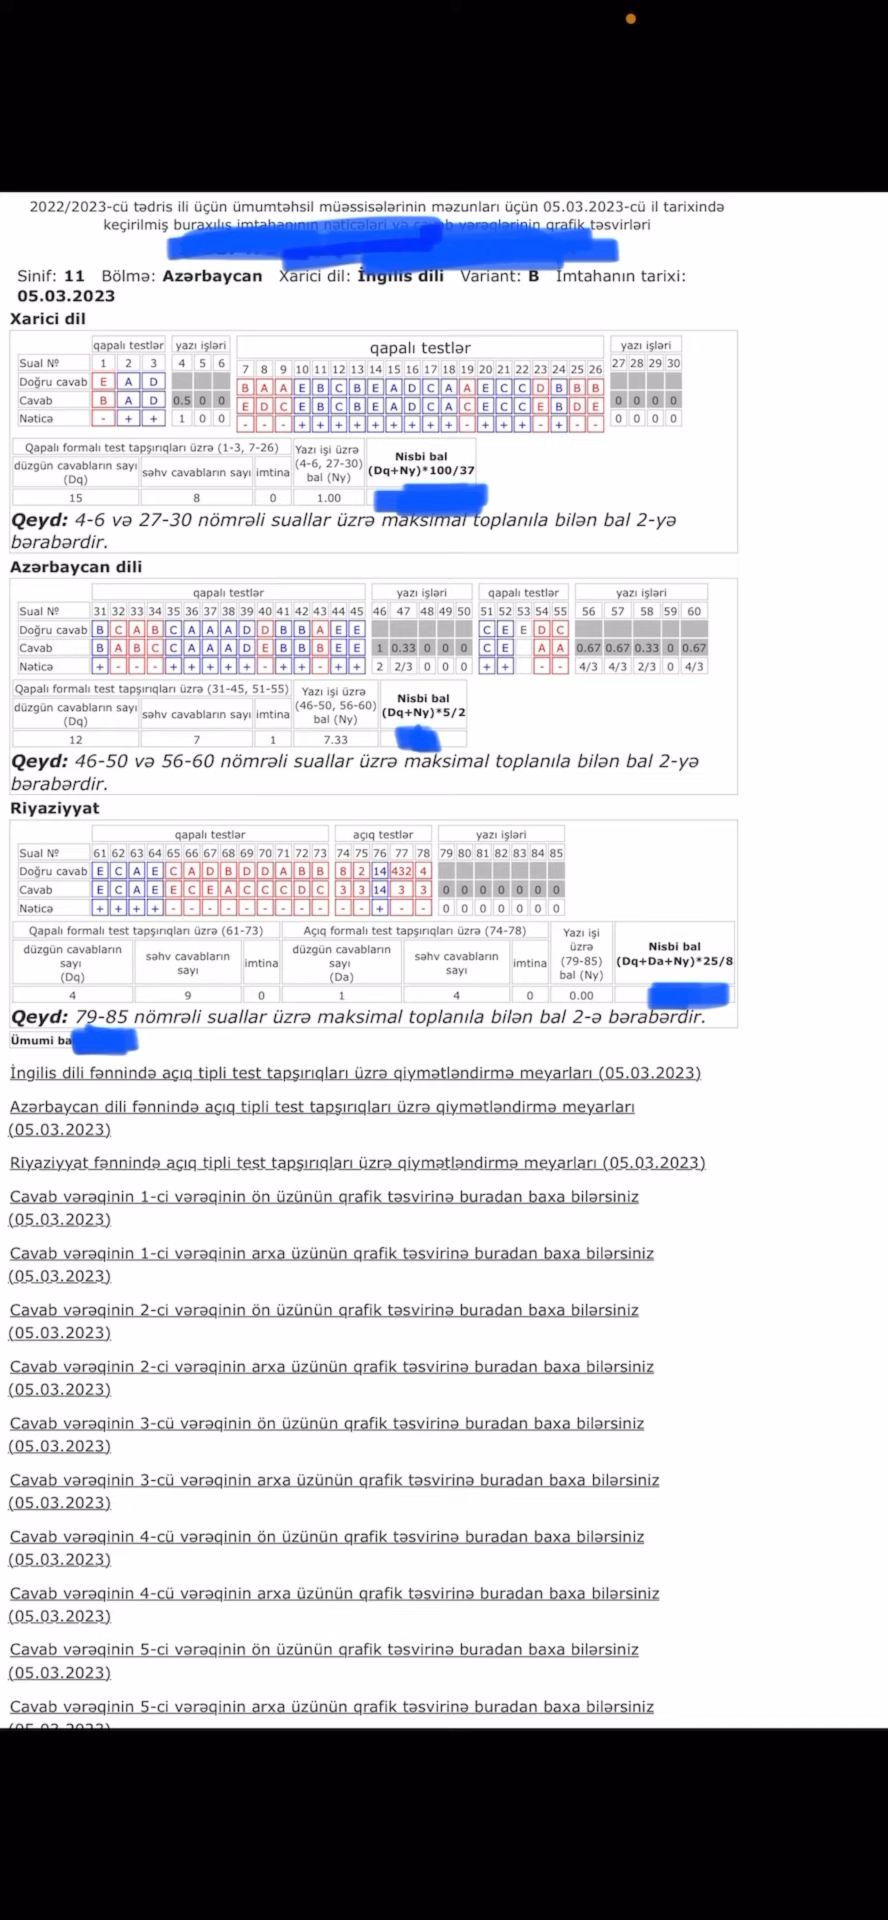 2022/2023-cü tədris ili üçün ümumtəhsil müəssisələrinin məzunları üçün 05.03.2023-cü il tarixində
keçirilmiş buraxılış imtahanının nəticələri və cavab vərəqlərinin qrafik təsvirləri
Sinif: 11 Bölmə: Azərbaycan Xarici dil: İngilis dili Variant: B İmtahanın tarixi:
05.03.2023
Xarici dil
qapalı testlər yazı işləri qapalı testlər yazı işləri
Sual № 1 2 3 4 5 6 7 8 9 10 11 12 13 14 15 16 17 18 19 20 21 22 23 24 25 26 27 28 29 30
Doğru cavab E A D B A A E B C B E A D C A A E C C D B B B
Cavab B A D 0.5 0 0 E D C E B C B E A D C A C E C C E B D E 0 0 0 0
Nəticə - + + 1 0 0 - - - + + + + + + + + + - + + + - + - - 0 0 0 0
Qapalı formalı test tapşırıqları üzrə (1-3, 7-26) Yazı işi üzrə (4-6, 27-30) bal (Ny) Nisbi bal (Dq+Ny)*100/37
düzgün cavabların sayı (Dq) səhv cavabların sayı imtina
15 8 0 1.00
Qeyd: 4-6 və 27-30 nömrəli suallar üzrə maksimal toplanıla bilən bal 2-yə
bərabərdir.
Azərbaycan dili
qapalı testlər yazı işləri qapalı testlər yazı işləri
Sual № 31 32 33 34 35 36 37 38 39 40 41 42 43 44 45 46 47 48 49 50 51 52 53 54 55 56 57 58 59 60
Doğru cavab B C A B C A A A D D B B A E E C E E D C
Cavab B A B C C A A A D E B B B E E 1 0.33 0 0 0 C E A A 0.67 0.67 0.33 0 0.67
Nəticə + - - - + + + + + - + + - + + 2 2/3 0 0 0 + + - - 4/3 4/3 2/3 0 4/3
Qapalı formalı test tapşırıqları üzrə (31-45, 51-55) Yazı işi üzrə (46-50, 56-60) bal (Ny) Nisbi bal (Dq+Ny)*5/2
düzgün cavabların sayı (Dq) səhv cavabların sayı imtina
12 7 1 7.33
Qeyd: 46-50 və 56-60 nömrəli suallar üzrə maksimal toplanıla bilən bal 2-yə
bərabərdir.
Riyaziyyat
qapalı testlər açıq testlər yazı işləri
Sual № 61 62 63 64 65 66 67 68 69 70 71 72 73 74 75 76 77 78 79 80 81 82 83 84 85
Doğru cavab E C A E C A D B D D A B B 8 2 14 432 4
Cavab E C A E E C E A C C C D C 3 3 14 3 3 0 0 0 0 0 0 0
Nəticə + + + + - - - - - - - - - - - + - - 0 0 0 0 0 0 0
Qapalı formalı test tapşırıqları üzrə (61-73) Açıq formalı test tapşırıqları üzrə (74-78) Yazı işi üzrə (79-85) bal (Ny) Nisbi bal (Dq+Da+Ny)*25/8
düzgün cavabların sayı (Dq) səhv cavabların sayı imtina düzgün cavabların sayı (Da) səhv cavabların sayı imtina
4 9 0 1 4 0 0.00
Qeyd: 79-85 nömrəli suallar üzrə maksimal toplanıla bilən bal 2-ə bərabərdir.
Ümumi ba
İngilis dili fənnində açıq tipli test tapşırıqları üzrə qiymətləndirmə meyarları (05.03.2023)
Azərbaycan dili fənnində açıq tipli test tapşırıqları üzrə qiymətləndirmə meyarları
(05.03.2023)
Riyaziyyat fənnində açıq tipli test tapşırıqları üzrə qiymətləndirmə meyarları (05.03.2023)
Cavab vərəqinin 1-ci vərəqinin ön üzünün qrafik təsvirinə buradan baxa bilərsiniz
(05.03.2023)
Cavab vərəqinin 1-ci vərəqinin arxa üzünün qrafik təsvirinə buradan baxa bilərsiniz
(05.03.2023)
Cavab vərəqinin 2-ci vərəqinin ön üzünün qrafik təsvirinə buradan baxa bilərsiniz
(05.03.2023)
Cavab vərəqinin 2-ci vərəqinin arxa üzünün qrafik təsvirinə buradan baxa bilərsiniz
(05.03.2023)
Cavab vərəqinin 3-cü vərəqinin ön üzünün qrafik təsvirinə buradan baxa bilərsiniz
(05.03.2023)
Cavab vərəqinin 3-cü vərəqinin arxa üzünün qrafik təsvirinə buradan baxa bilərsiniz
(05.03.2023)
Cavab vərəqinin 4-cü vərəqinin ön üzünün qrafik təsvirinə buradan baxa bilərsiniz
(05.03.2023)
Cavab vərəqinin 4-cü vərəqinin arxa üzünün qrafik təsvirinə buradan baxa bilərsiniz
(05.03.2023)
Cavab vərəqinin 5-ci vərəqinin ön üzünün qrafik təsvirinə buradan baxa bilərsiniz
(05.03.2023)
Cavab vərəqinin 5-ci vərəqinin arxa üzünün qrafik təsvirinə buradan baxa bilərsiniz
(05.03.2023)